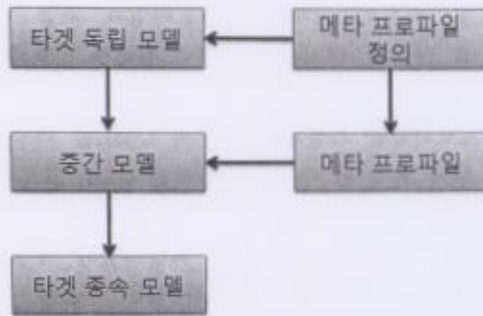 타겟 독립 모델
메타 프로파일
정의
중간 모델
메타 프로파일
타겟 종속 모델